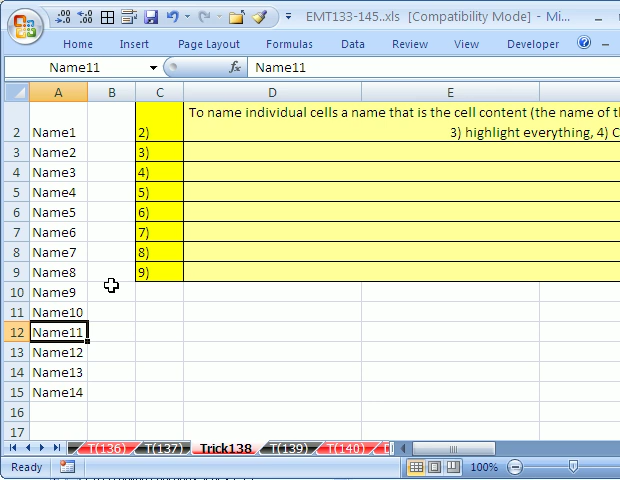 EMT133-145..xls [Compatibility Mode] - Mi...
Home Insert Page Layout Formulas Data Review View Developer
Name11 fx Name11
A B C D E
To name individual cells a name that is the cell content (the name of t
2 Name1 2) 3) highlight everything, 4) C
3 Name2 3)
4 Name3 4)
5 Name4 5)
6 Name5 6)
7 Name6 7)
8 Name7 8)
9 Name8 9)
10 Name9
11 Name10
12 Name11
13 Name12
14 Name13
15 Name14
16
17
T(136) T(137) Trick138 T(139) T(140)
Ready 100%